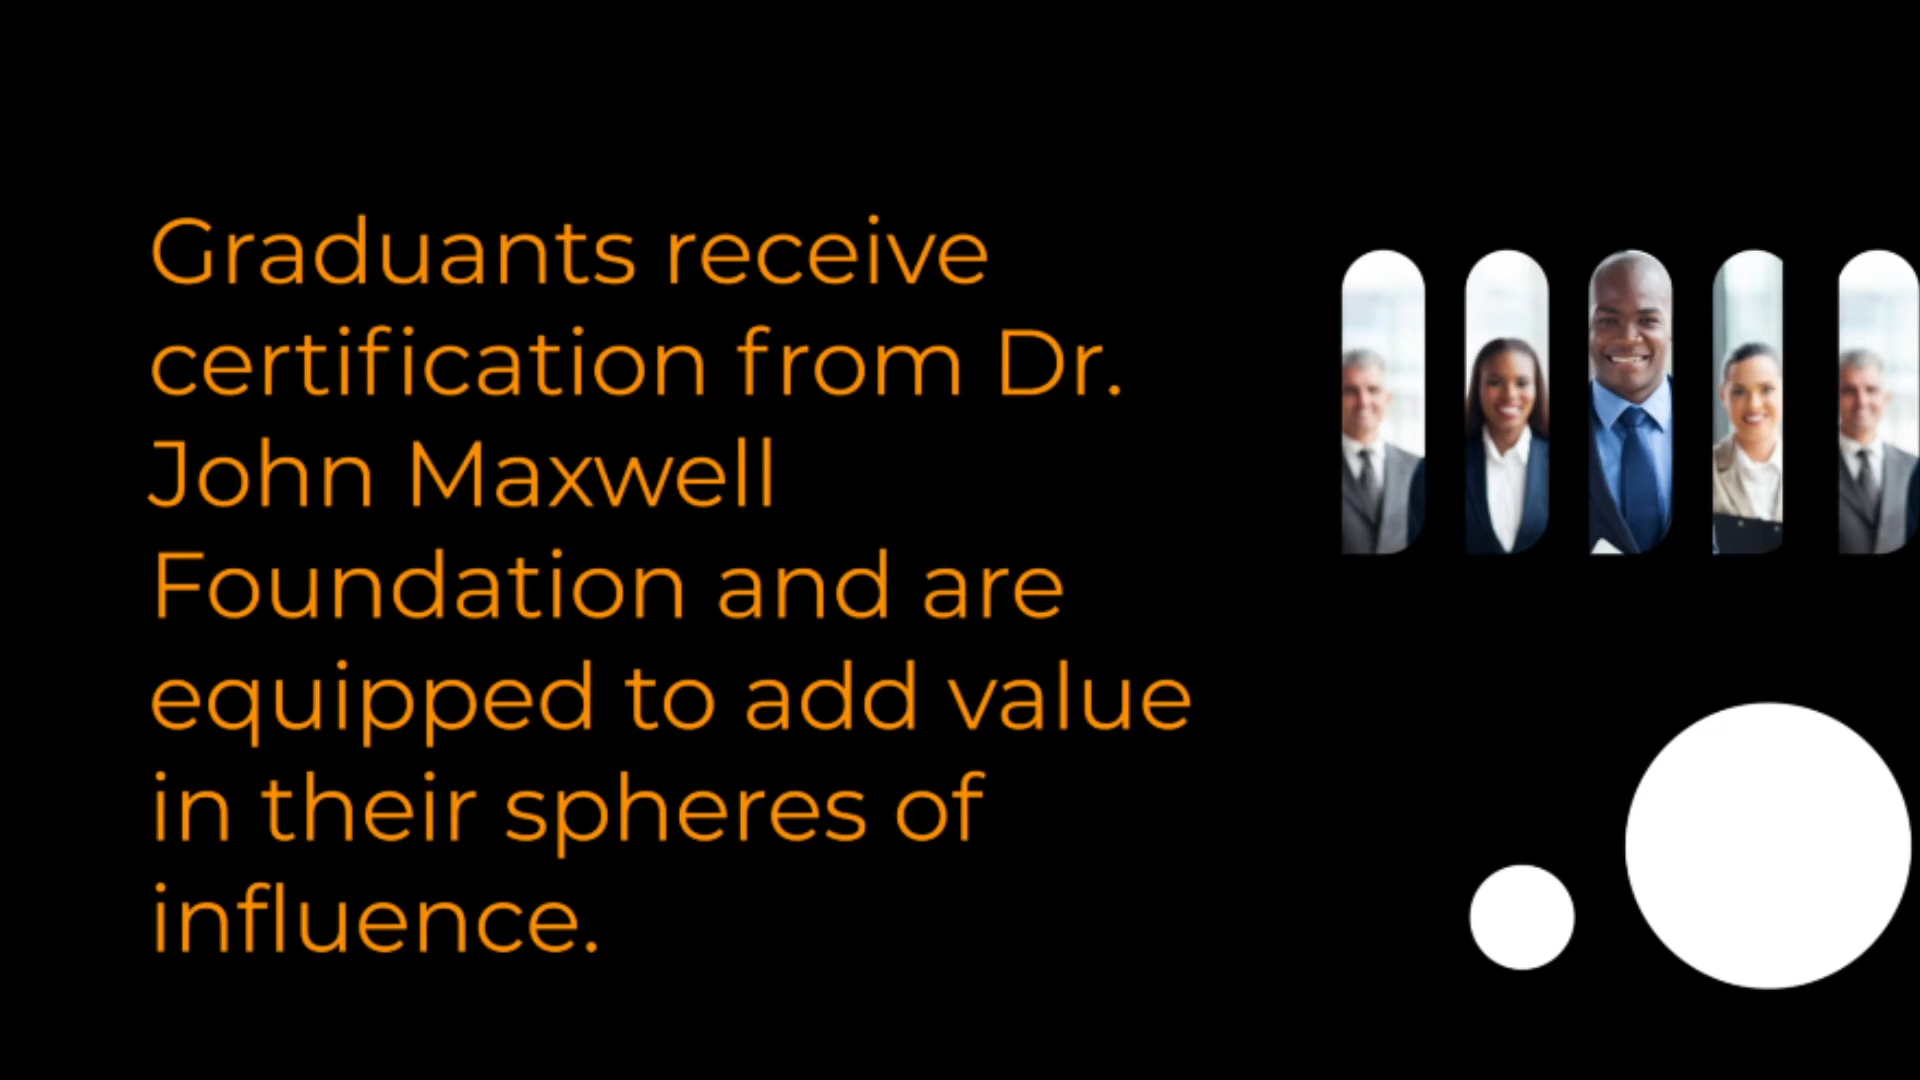 Graduants receive
certification from Dr.
John Maxwell
Foundation and are
equipped to add value
in their spheres of
influence.